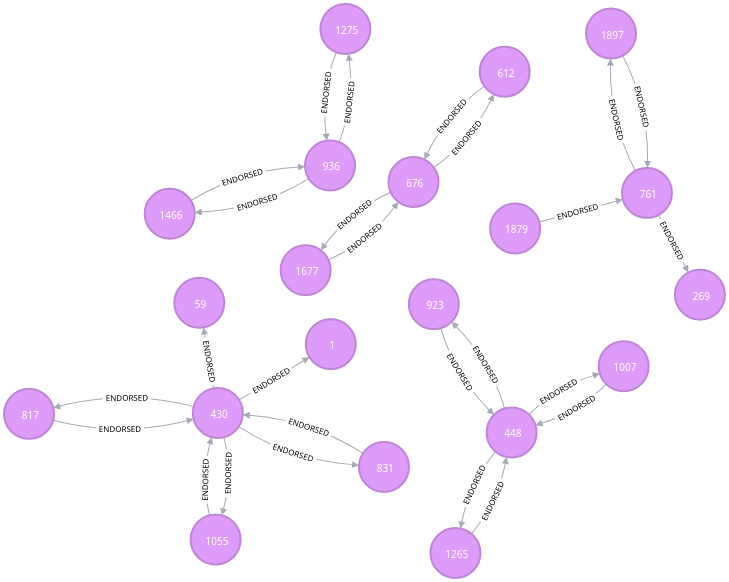 1275
1897
612
ENDORSED
ENDORSED
ENDORSED
ENDORSED
ENDORSED
ENDORSED
936
ENDORSED
676
761
1466
ENDORSED
ENDORSED
1879
ENDORSED
ENDORSED
ENDORSED
1677
269
59
923
1
ENDORSED
ENDORSED
ENDORSED
1007
ENDORSED
ENDORSED
ENDORSED
817
ENDORSED
430
ENDORSED
ENDORSED
ENDORSED
448
ENDORSED
831
ENDORSED
ENDORSED
ENDORSED
ENDORSED
1055
1265